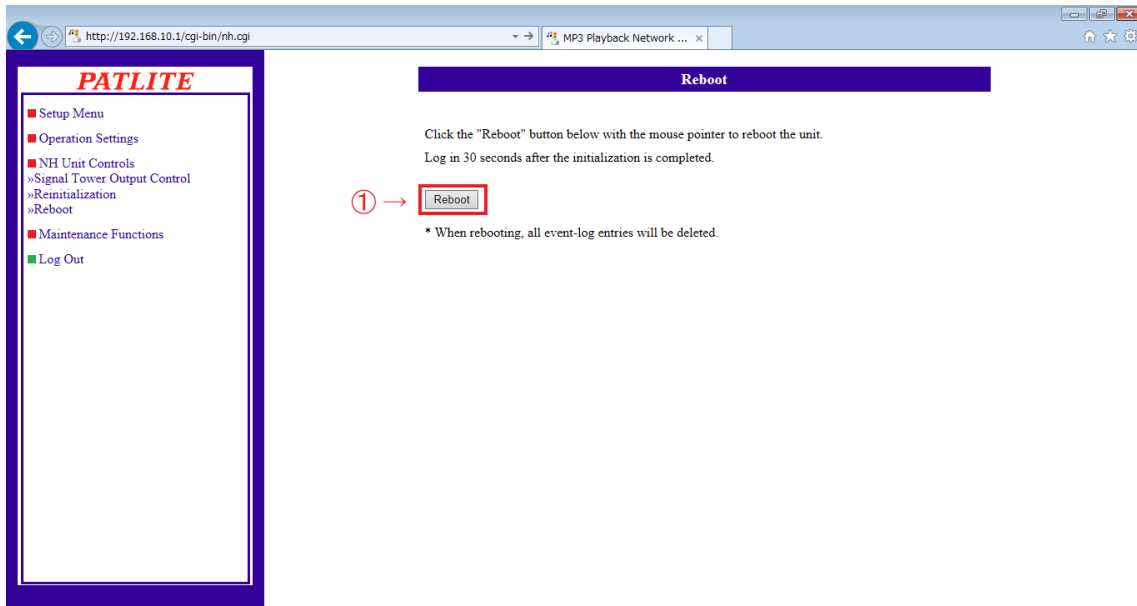 http://192.168.10.1/cgi-bin/nh.cgi
MP3 Playback Network ...
PATLITE
Setup Menu
Operation Settings
NH Unit Controls
»Signal Tower Output Control
»Reinitialization
»Reboot
Maintenance Functions
Log Out
Reboot
Click the "Reboot" button below with the mouse pointer to reboot the unit.
Log in 30 seconds after the initialization is completed.
① → Reboot
* When rebooting, all event-log entries will be deleted.